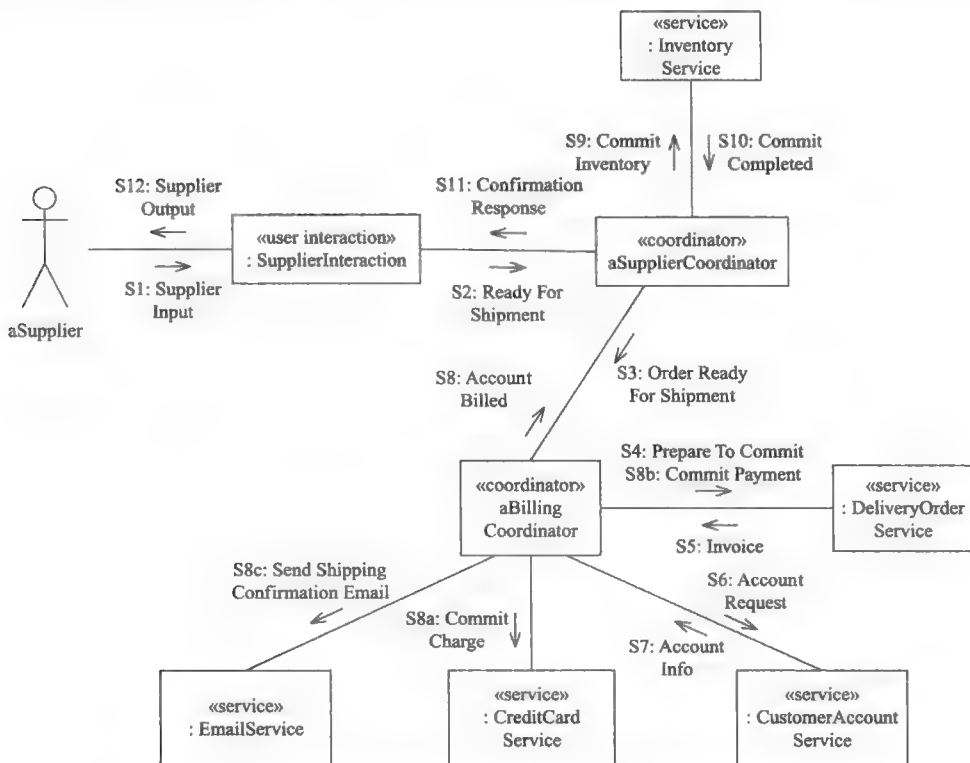 «service»
: Inventory
Service
S9: Commit
Inventory
S10: Commit
Completed
S12: Supplier
Output
S11: Confirmation
Response
«user interaction»
: SupplierInteraction
«coordinator»
aSupplierCoordinator
S1: Supplier
Input
S2: Ready For
Shipment
aSupplier
S8: Account
Billed
S3: Order Ready
For Shipment
«coordinator»
aBilling
Coordinator
S4: Prepare To Commit
S8b: Commit Payment
«service»
: DeliveryOrder
Service
S5: Invoice
S8c: Send Shipping
Confirmation Email
S6: Account
Request
S8a: Commit
Charge
S7: Account
Info
«service»
: EmailService
«service»
: CreditCard
Service
«service»
: CustomerAccount
Service